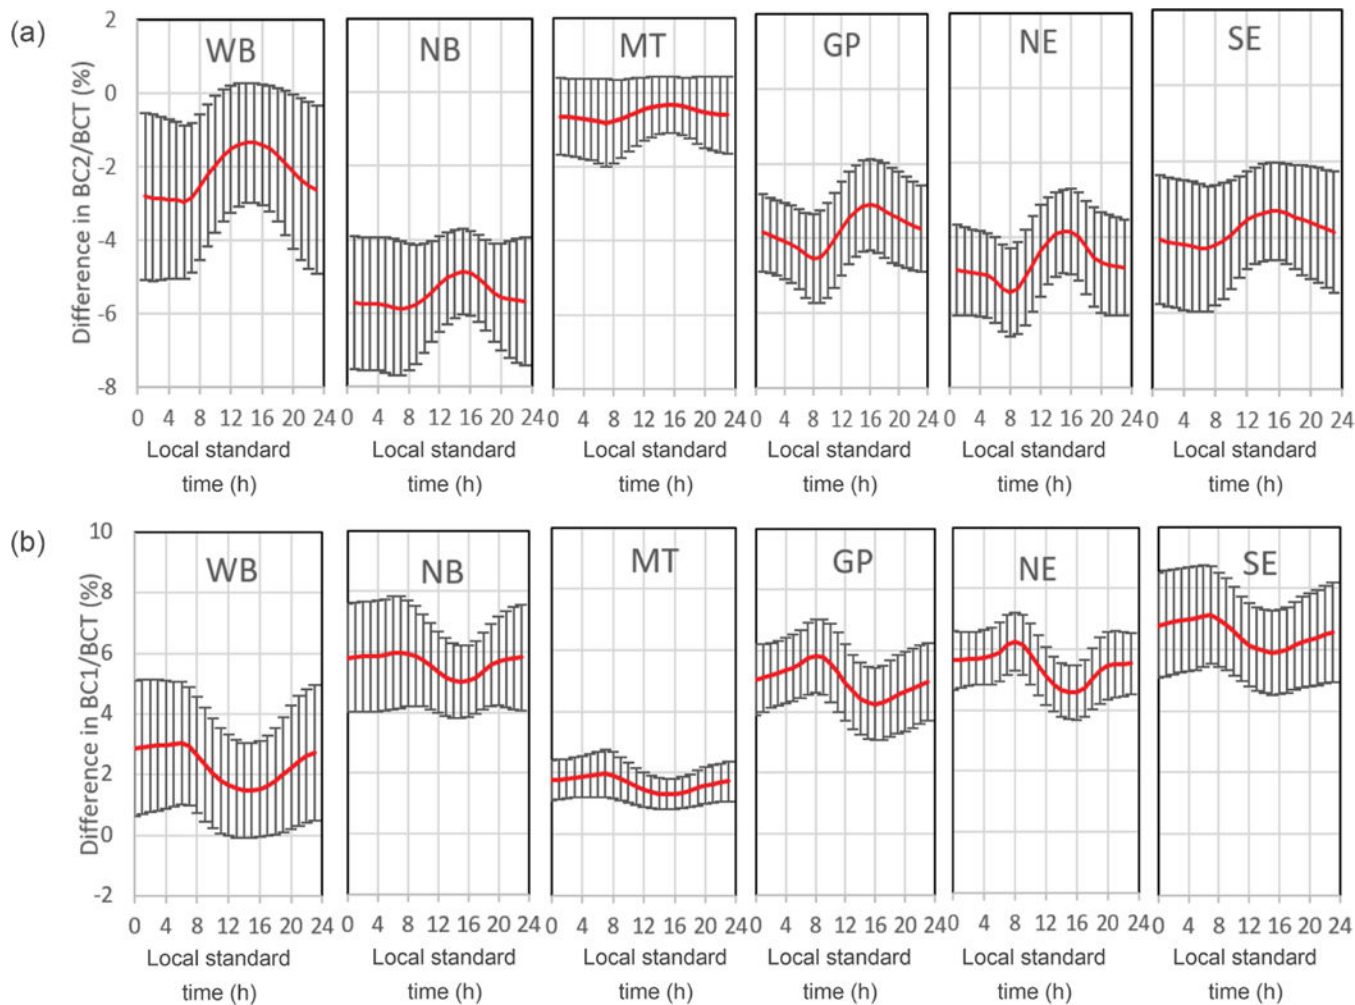 (a)
Difference in BC2/BCT (%)
2
0
-2
-4
-6
-8
WB
NB
MT
GP
NE
SE
0 4 8 12 16 20 24
0 4 8 12 16 20 24
0 4 8 12 16 20 24
0 4 8 12 16 20 24
0 4 8 12 16 20 24
0 4 8 12 16 20 24
Local standard
time (h)
Local standard
time (h)
Local standard
time (h)
Local standard
time (h)
Local standard
time (h)
Local standard
time (h)
(b)
Difference in BC1/BCT (%)
10
8
6
4
2
0
-2
WB
NB
MT
GP
NE
SE
0 4 8 12 16 20 24
0 4 8 12 16 20 24
0 4 8 12 16 20 24
0 4 8 12 16 20 24
0 4 8 12 16 20 24
0 4 8 12 16 20 24
Local standard
time (h)
Local standard
time (h)
Local standard
time (h)
Local standard
time (h)
Local standard
time (h)
Local standard
time (h)